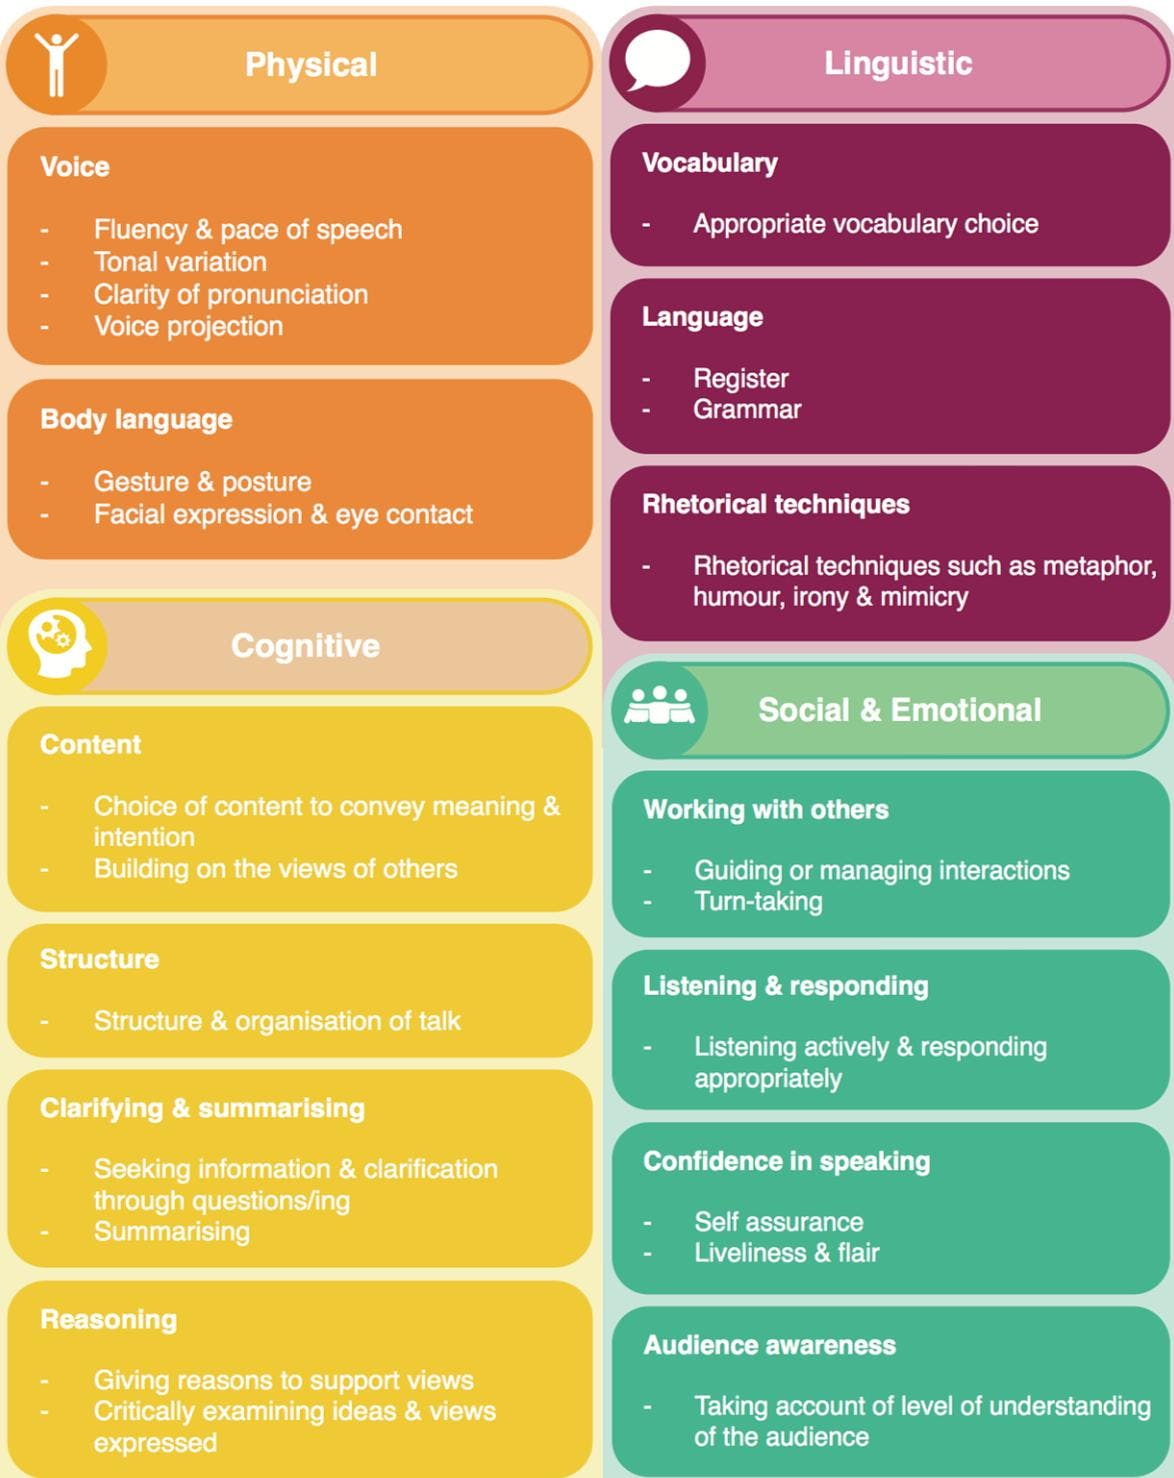 Physical
Voice
- Fluency & pace of speech
- Tonal variation
- Clarity of pronunciation
- Voice projection
Body language
- Gesture & posture
- Facial expression & eye contact
Cognitive
Content
- Choice of content to convey meaning &
intention
- Building on the views of others
Structure
- Structure & organisation of talk
Clarifying & summarising
- Seeking information & clarification
through questions/ing
- Summarising
Reasoning
- Giving reasons to support views
- Critically examining ideas & views
expressed
Linguistic
Vocabulary
- Appropriate vocabulary choice
Language
- Register
- Grammar
Rhetorical techniques
- Rhetorical techniques such as metaphor,
humour, irony & mimicry
Social & Emotional
Working with others
- Guiding or managing interactions
- Turn-taking
Listening & responding
- Listening actively & responding
appropriately
Confidence in speaking
- Self assurance
- Liveliness & flair
Audience awareness
- Taking account of level of understanding
of the audience